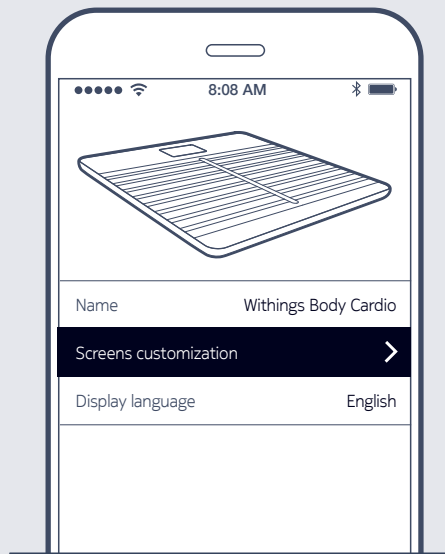 8:08 AM
Name Withings Body Cardio
Screens customization
Display language English